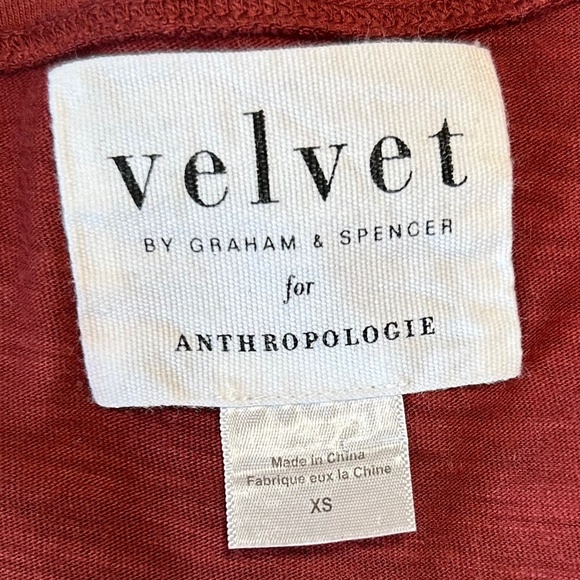 velvet
BY GRAHAM & SPENCER
for
ANTHROPOLOGIE
Made in China
Fabrique eux la Chine
XS